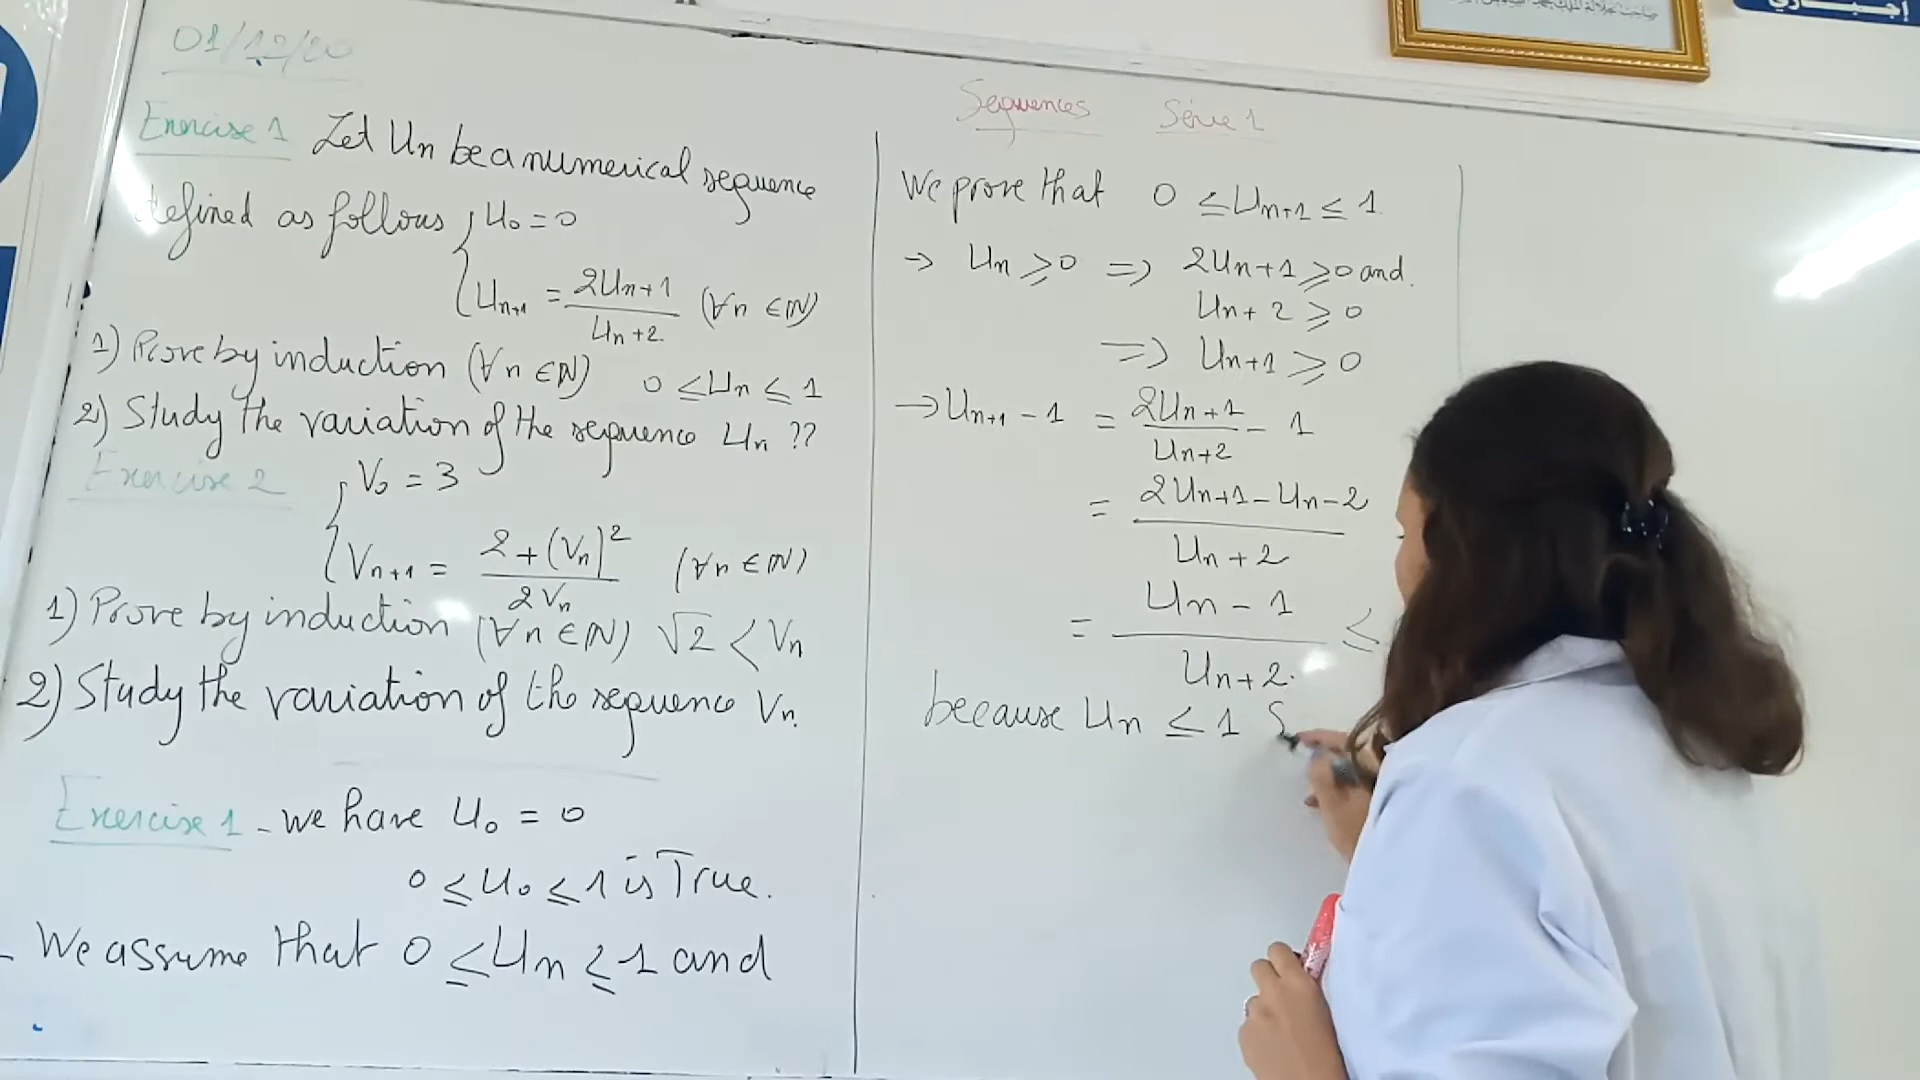 01/12/20
Exercise 1 Let Un be a numerical sequence
defined as follows { U0 = 0
Un+1 = (2Un+1)/(Un+2) (∀n ∈ ℕ)
1) Prove by induction (∀n ∈ ℕ) 0 ≤ Un ≤ 1
2) Study the variation of the sequence Un ??
Exercise 2 { V0 = 3
Vn+1 = (2+(Vn)²)/(2Vn) (∀n ∈ ℕ)
1) Prove by induction (∀n ∈ ℕ) √2 < Vn
2) Study the variation of the sequence Vn.
Exercise 1 - we have U0 = 0
0 ≤ U0 ≤ 1 is True.
- We assume that 0 ≤ Un ≤ 1 and
Sequences Série 1
We prove that 0 ≤ Un+1 ≤ 1.
→ Un ≥ 0 => 2Un+1 ≥ 0 and.
Un + 2 ≥ 0
=> Un+1 ≥ 0
→ Un+1 - 1 = (2Un+1)/(Un+2) - 1
= (2Un+1-Un-2)/(Un+2)
= (Un-1)/(Un+2) ≤
because Un ≤ 1